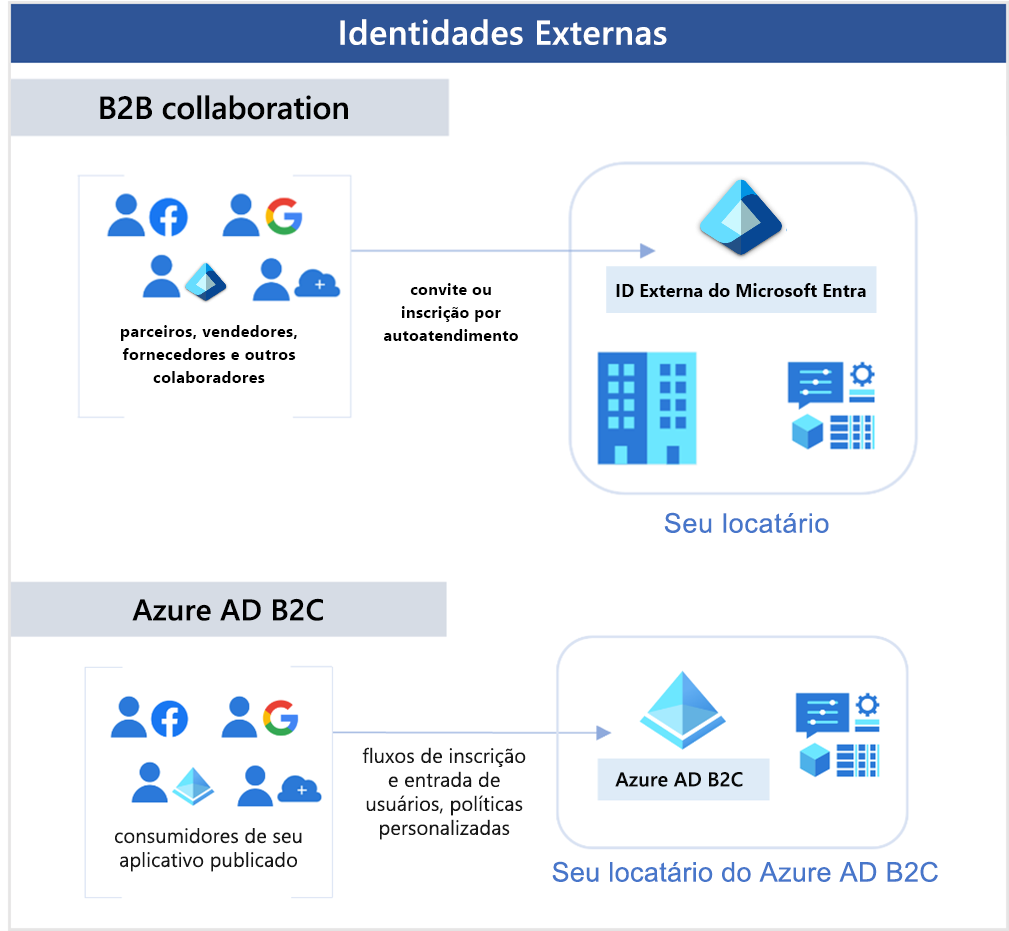 Identidades Externas
B2B collaboration
parceiros, vendedores,
fornecedores e outros
colaboradores
convite ou
inscrição por
autoatendimento
ID Externa do Microsoft Entra
Seu locatário
Azure AD B2C
consumidores de seu
aplicativo publicado
fluxos de inscrição
e entrada de
usuários, políticas
personalizadas
Azure AD B2C
Seu locatário do Azure AD B2C